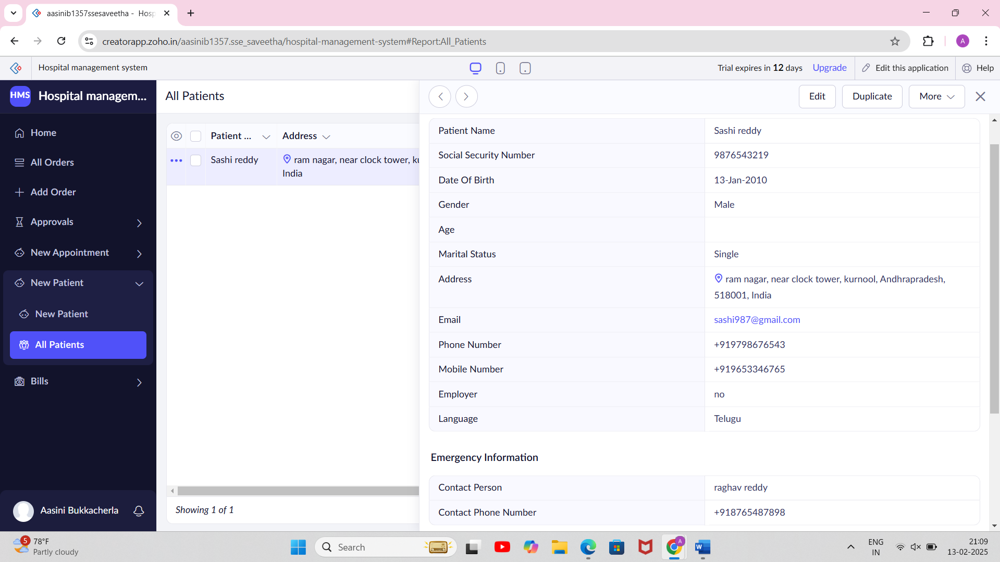 aasinib1357ssesaveetha - Hosp
creatorapp.zoho.in/aasinib1357.sse_saveetha/hospital-management-system#Report:All_Patients
A
Hospital management system
Trial expires in 12 days
Upgrade
Edit this application
Help
HMS
Hospital managem...
Home
All Orders
Add Order
Approvals
New Appointment
New Patient
New Patient
All Patients
Bills
Aasini Bukkacherla
All Patients
Patient ...
Address
Sashi reddy
ram nagar, near clock tower, ku
India
Showing 1 of 1
Edit
Duplicate
More
Patient Name
Sashi reddy
Social Security Number
9876543219
Date Of Birth
13-Jan-2010
Gender
Male
Age
Marital Status
Single
Address
ram nagar, near clock tower, kurnool, Andhrapradesh,
518001, India
Email
sashi987@gmail.com
Phone Number
+919798676543
Mobile Number
+919653346765
Employer
no
Language
Telugu
Emergency Information
Contact Person
raghav reddy
Contact Phone Number
+918765487898
5
78°F
Partly cloudy
Search
A
W
ENG
IN
21:09
13-02-2025